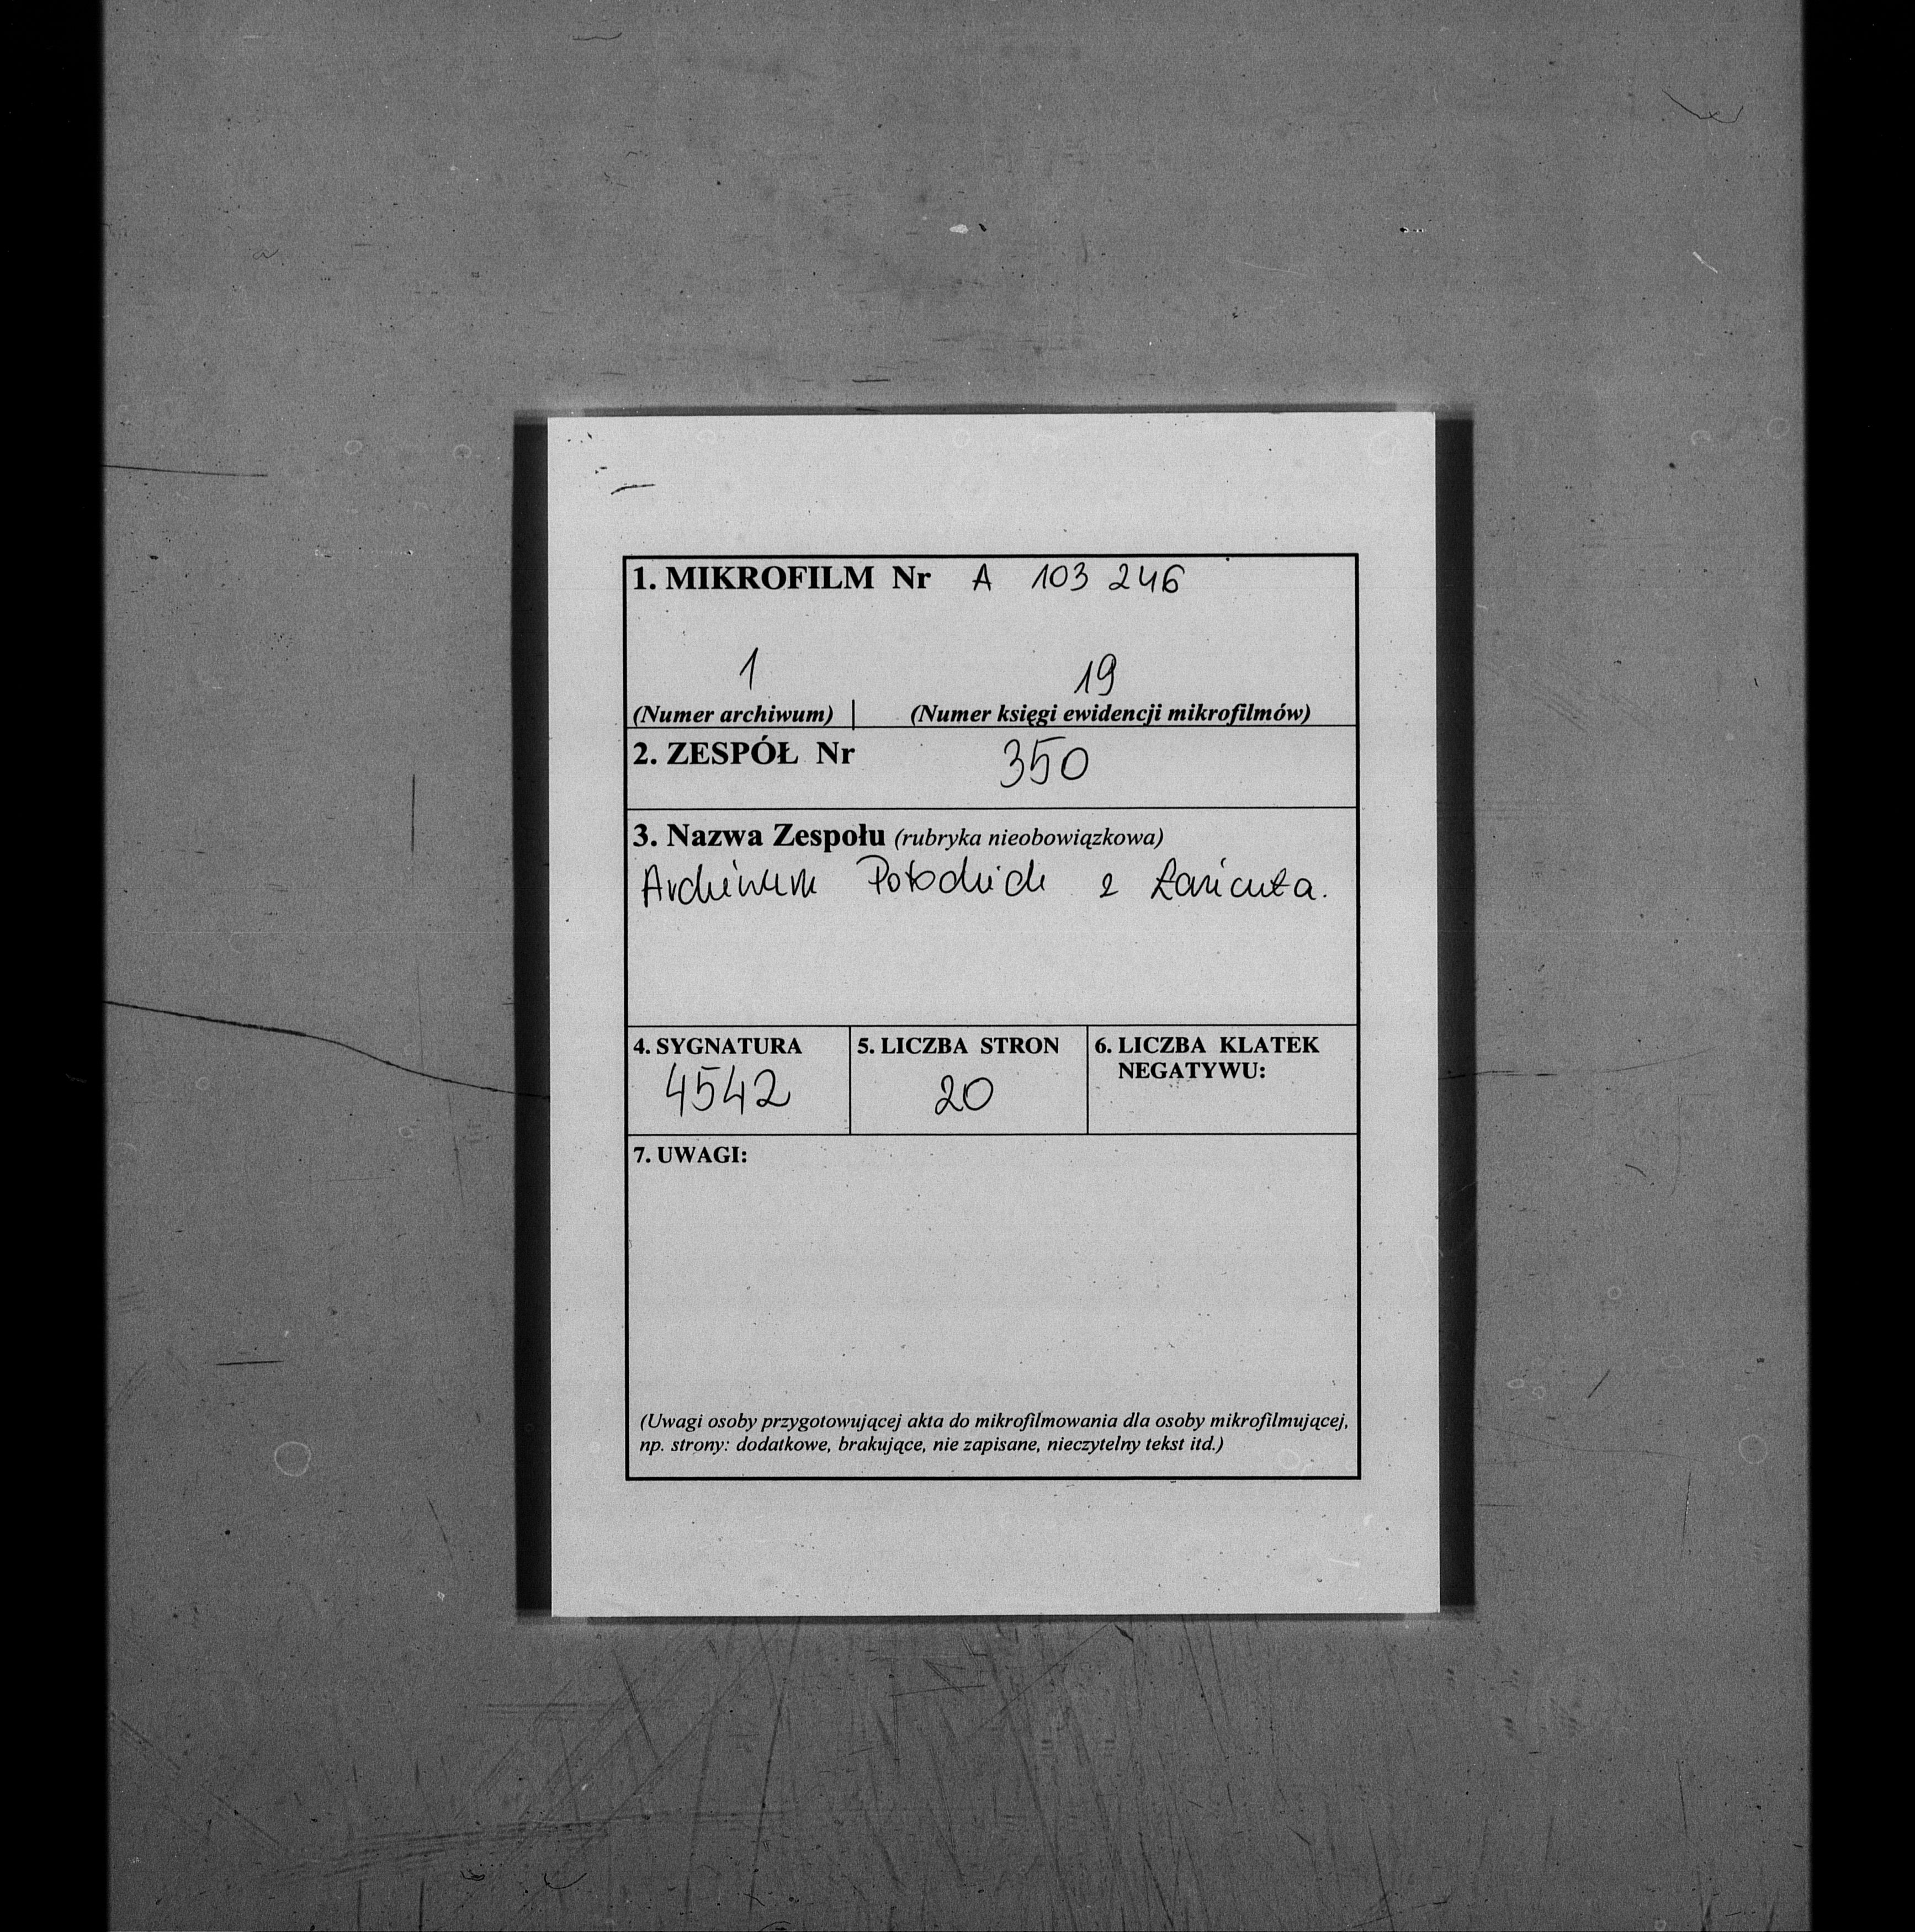 1. MIKROFILM Nr A 103 246
1 19
(Numer archiwum) | (Numer księgi ewidencji mikrofilmów)
2. ZESPÓŁ Nr 350
3. Nazwa Zespołu (rubryka nieobowiązkowa)
Archiwum Potockich z Łańcuta.
4. SYGNATURA 5. LICZBA STRON 6. LICZBA KLATEK
NEGATYWU:
4542 20
7. UWAGI:
(Uwagi osoby przygotowującej akta do mikrofilmowania dla osoby mikrofilmującej,
np. strony: dodatkowe, brakujące, nie zapisane, nieczytelny tekst itd.)